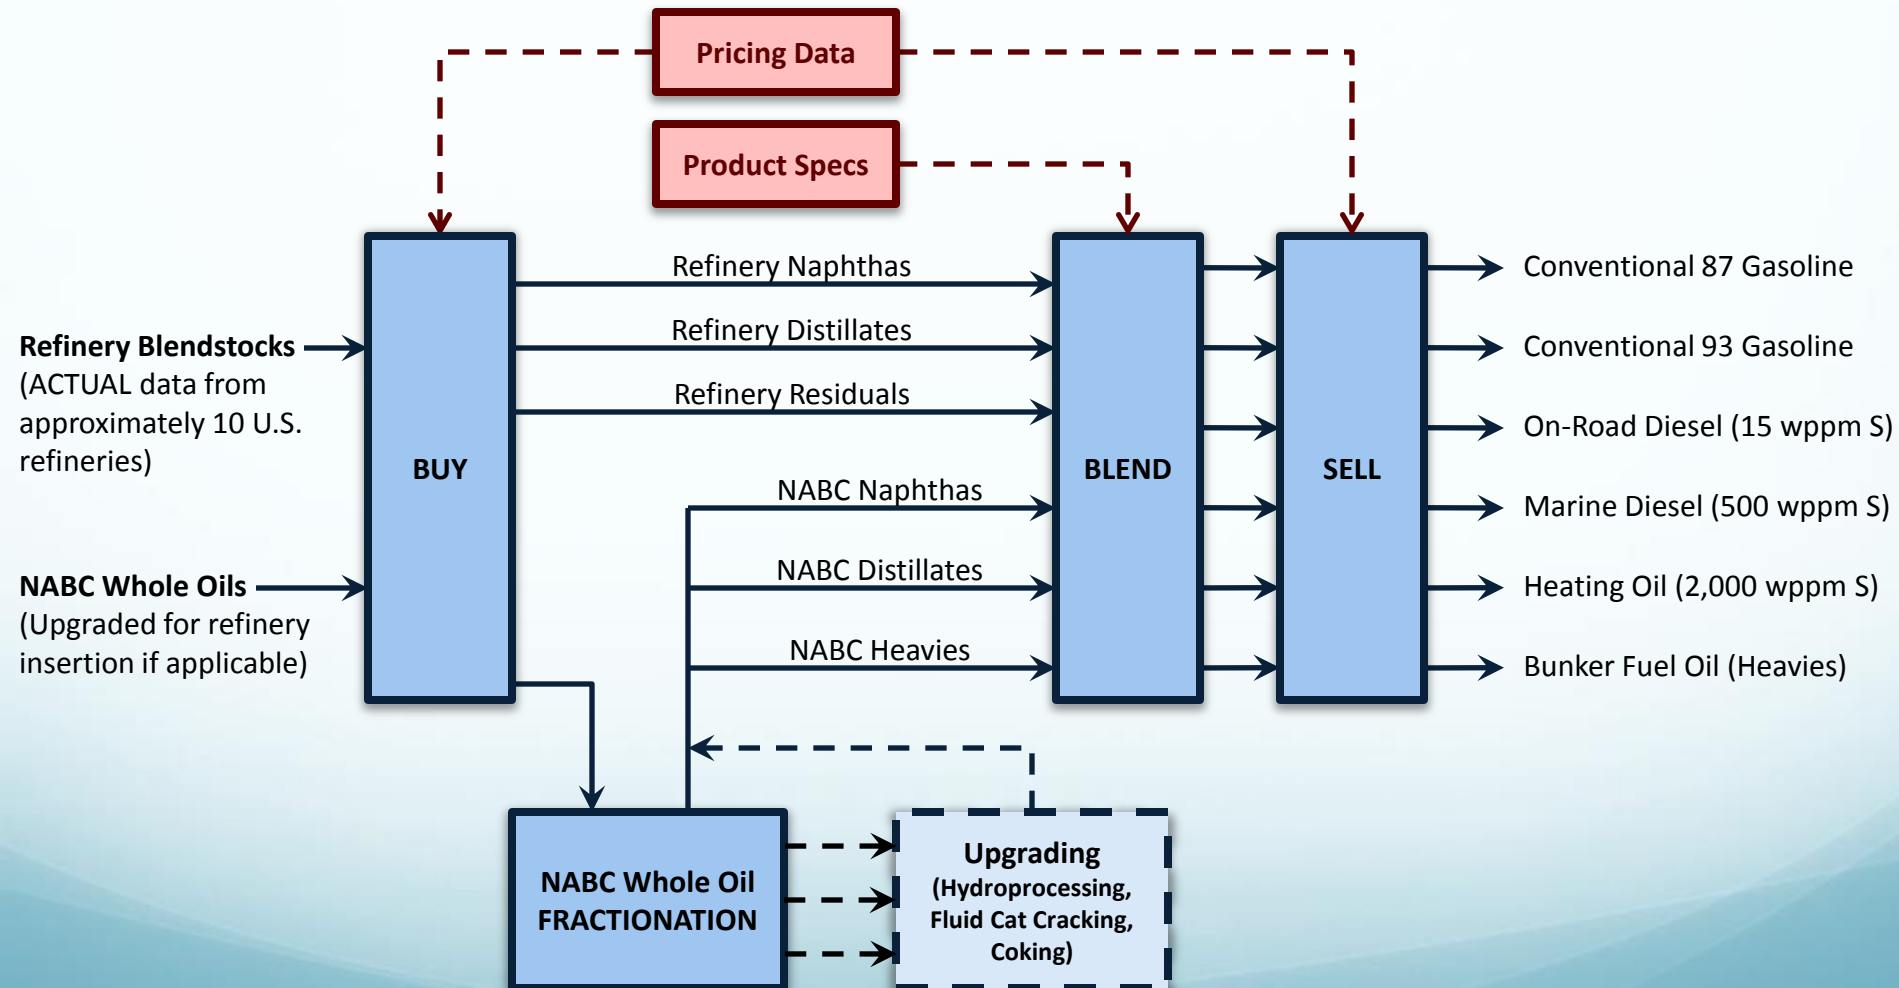 Pricing Data
Product Specs
Refinery Blendstocks
(ACTUAL data from
approximately 10 U.S.
refineries)
NABC Whole Oils
(Upgraded for refinery
insertion if applicable)
BUY
Refinery Naphthas
Refinery Distillates
Refinery Residuals
NABC Naphthas
NABC Distillates
NABC Heavies
BLEND
SELL
Conventional 87 Gasoline
Conventional 93 Gasoline
On-Road Diesel (15 wppm S)
Marine Diesel (500 wppm S)
Heating Oil (2,000 wppm S)
Bunker Fuel Oil (Heavies)
NABC Whole Oil
FRACTIONATION
Upgrading
(Hydroprocessing,
Fluid Cat Cracking,
Coking)